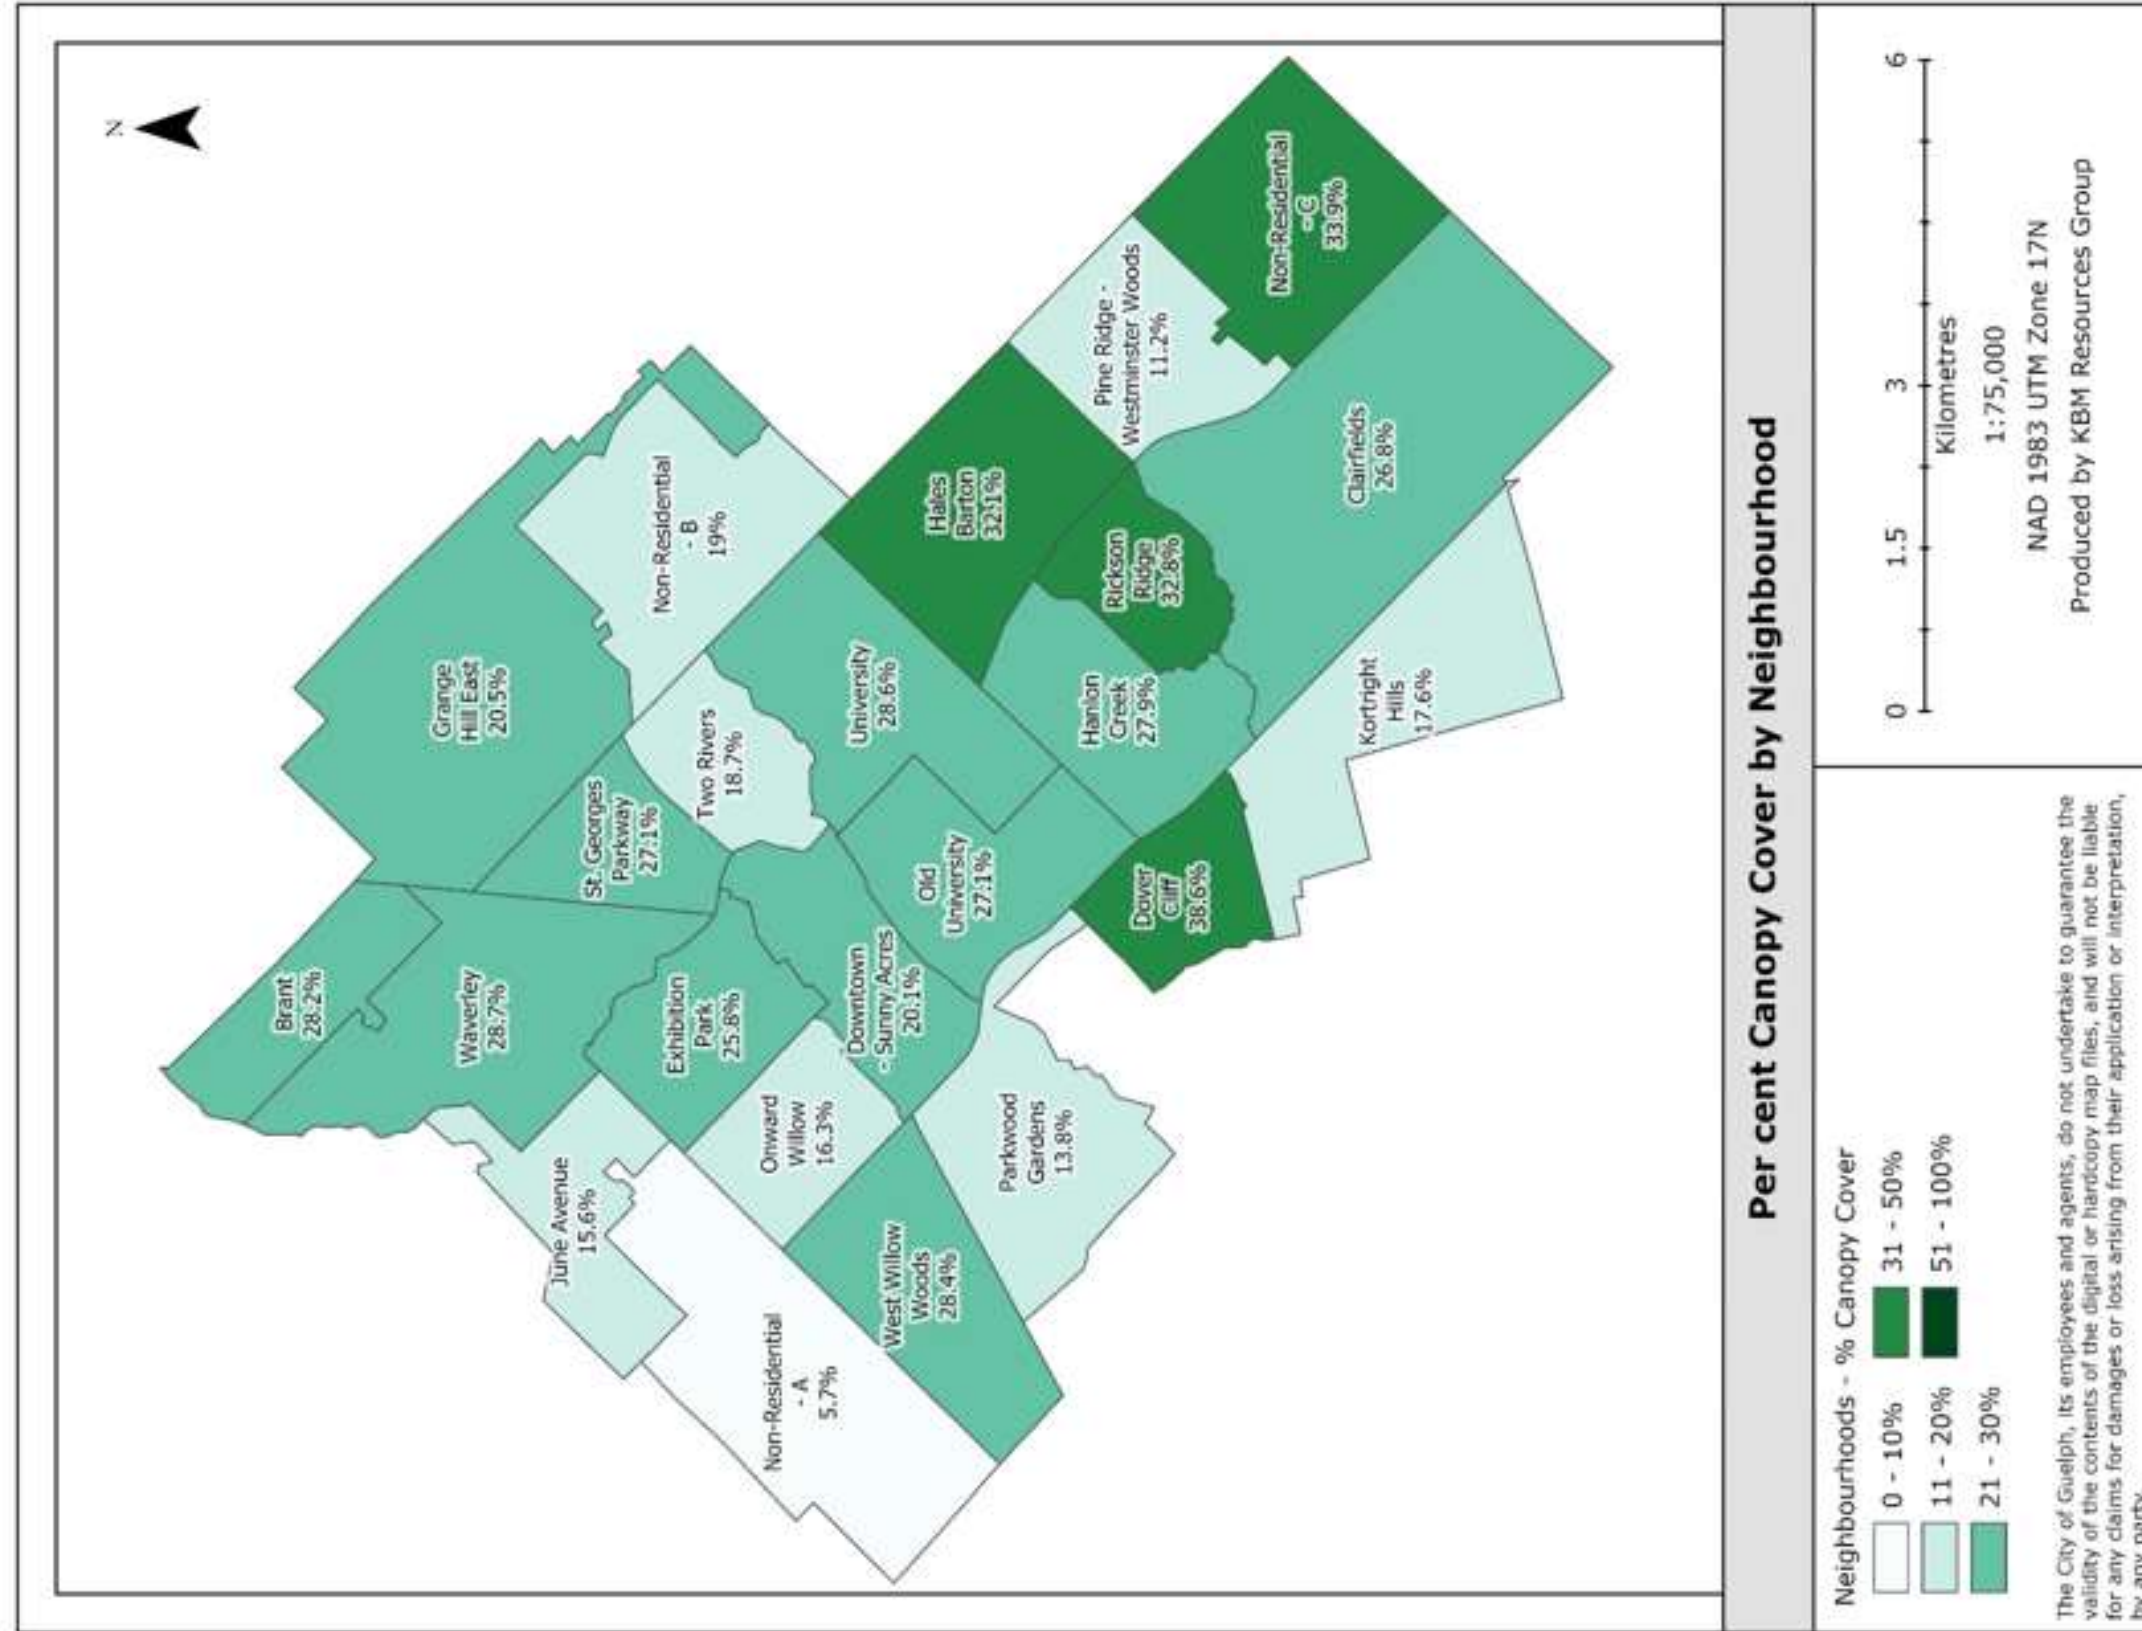 N
Brant
28.2%
Waverley
28.7%
Grange
Hill East
20.5%
June Avenue
15.6%
St. Georges
Parkway
27.1%
Exhibition
Park
25.8%
Two Rivers
18.7%
Non-Residential
- B
19%
Onward
Willow
16.3%
Non-Residential
- A
5.7%
Downtown
- Sunny Acres
20.1%
University
28.6%
West Willow
Woods
28.4%
Old
University
27.1%
Hales
Barton
32.1%
Parkwood
Gardens
13.8%
Hanlon
Creek
27.9%
Rickson
Ridge
32.8%
Pine Ridge -
Westminster Woods
11.2%
Dover
Cliff
38.6%
Non-Residential
- C
33.9%
Clairfields
26.8%
Kortright
Hills
17.6%
Per cent Canopy Cover by Neighbourhood
Neighbourhoods - % Canopy Cover
0 - 10%
11 - 20%
21 - 30%
31 - 50%
51 - 100%
The City of Guelph, its employees and agents, do not undertake to guarantee the
validity of the contents of the digital or hardcopy map files, and will not be liable
for any claims for damages or loss arising from their application or interpretation,
by any party.
0 1.5 3 6
Kilometres
1:75,000
NAD 1983 UTM Zone 17N
Produced by KBM Resources Group